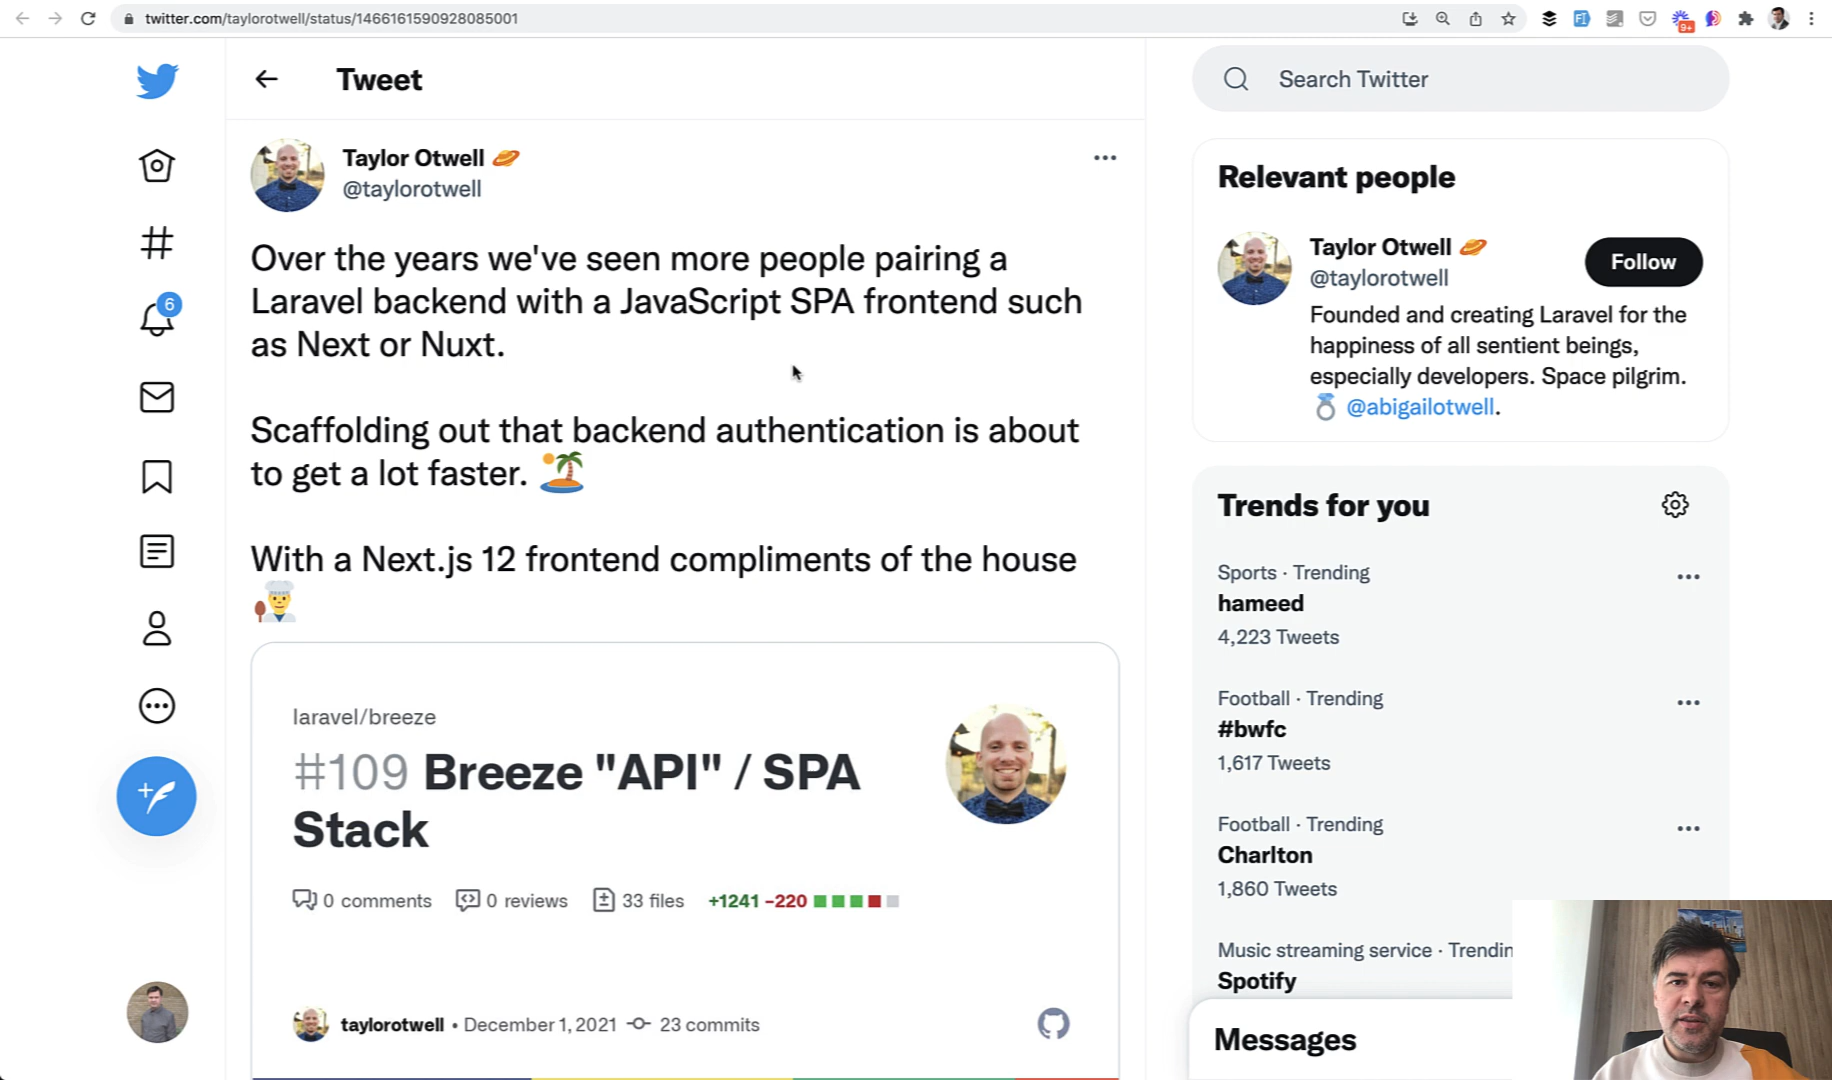 twitter.com/taylorotwell/status/1466161590928085001
FI
9+
Tweet
Search Twitter
Taylor Otwell
@taylorotwell
6
Over the years we've seen more people pairing a
Laravel backend with a JavaScript SPA frontend such
as Next or Nuxt.
Scaffolding out that backend authentication is about
to get a lot faster.
With a Next.js 12 frontend compliments of the house
laravel/breeze
#109 Breeze "API" / SPA
Stack
0 comments 0 reviews 33 files +1241 −220
taylorotwell • December 1, 2021 23 commits
Relevant people
Taylor Otwell
@taylorotwell
Follow
Founded and creating Laravel for the
happiness of all sentient beings,
especially developers. Space pilgrim.
@abigailotwell.
Trends for you
Sports · Trending
hameed
4,223 Tweets
Football · Trending
#bwfc
1,617 Tweets
Football · Trending
Charlton
1,860 Tweets
Music streaming service · Trendin
Spotify
Messages